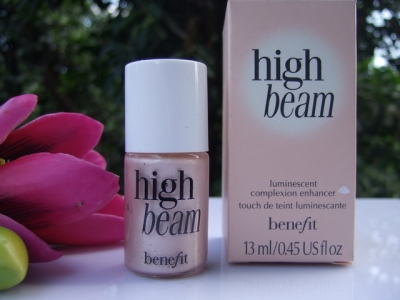 high
beam
benefit
high
beam
luminescent
complexion enhancer
touch de teint luminescante
benefit
13 ml/0.45 US fl oz